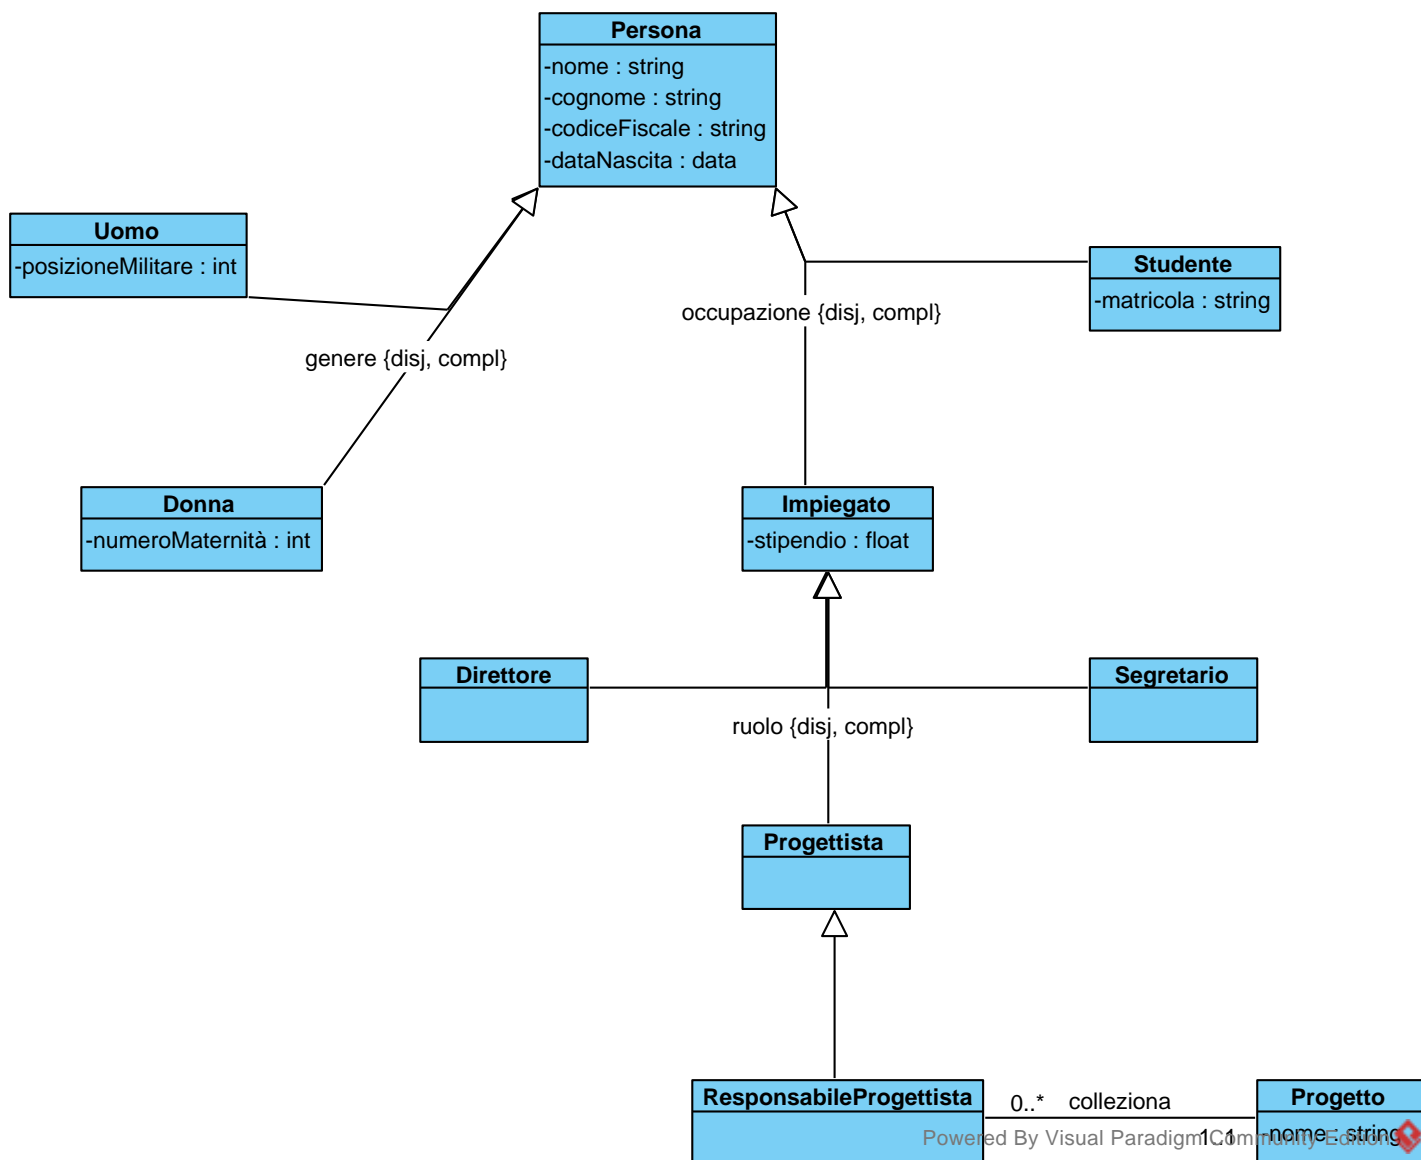 Persona
-nome : string
-cognome : string
-codiceFiscale : string
-dataNascita : data
Uomo
-posizioneMilitare : int
Studente
-matricola : string
occupazione {disj, compl}
genere {disj, compl}
Donna
-numeroMaternità : int
Impiegato
-stipendio : float
Direttore
Segretario
ruolo {disj, compl}
Progettista
ResponsabileProgettista
0..* colleziona
Progetto
1..1
-nome : string
Powered By Visual Paradigm Community Edition